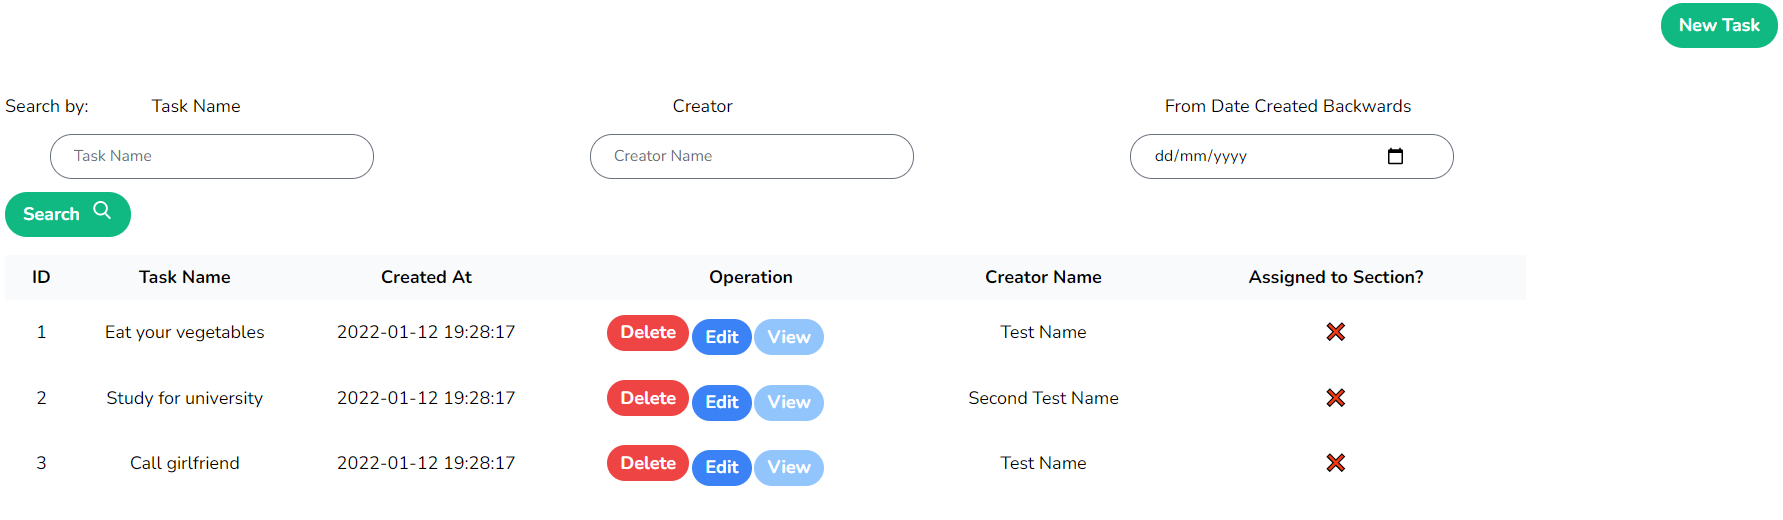 New Task
Search by: Task Name Creator From Date Created Backwards
Task Name Creator Name dd/mm/yyyy
Search
ID Task Name Created At Operation Creator Name Assigned to Section?
1 Eat your vegetables 2022-01-12 19:28:17 Delete Edit View Test Name
2 Study for university 2022-01-12 19:28:17 Delete Edit View Second Test Name
3 Call girlfriend 2022-01-12 19:28:17 Delete Edit View Test Name